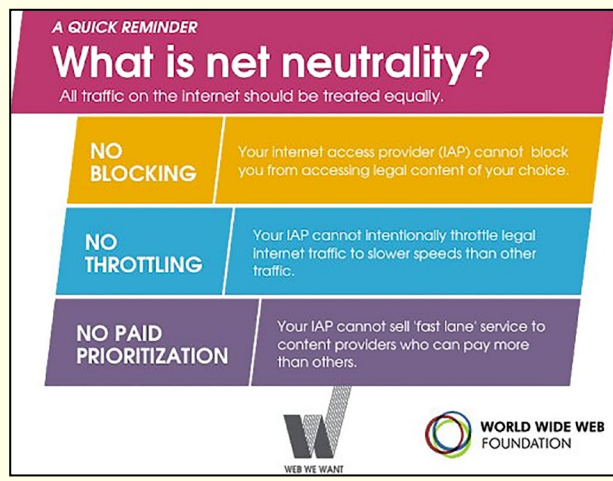 A QUICK REMINDER
What is net neutrality?
All traffic on the internet should be treated equally.
NO
BLOCKING
Your internet access provider (IAP) cannot block
you from accessing legal content of your choice.
NO
THROTTLING
Your IAP cannot intentionally throttle legal
internet traffic to slower speeds than other
traffic.
NO PAID
PRIORITIZATION
Your IAP cannot sell 'fast lane' service to
content providers who can pay more
than others.
WEB WE WANT
WORLD WIDE WEB
FOUNDATION